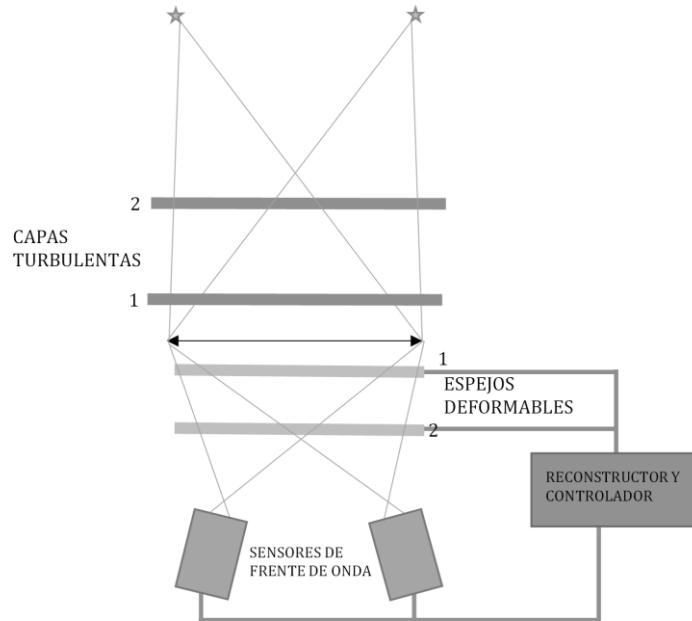 2
CAPAS
TURBULENTAS
1
1
ESPEJOS
DEFORMABLES
2
RECONSTRUCTOR Y
CONTROLADOR
SENSORES DE
FRENTE DE ONDA